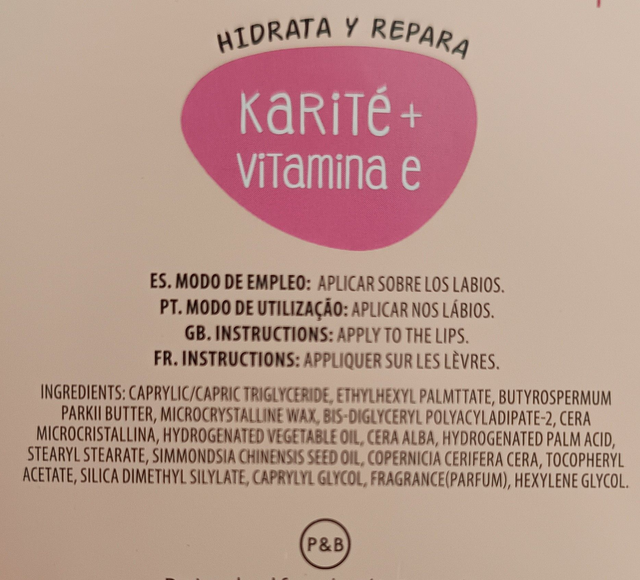 HIDRATA Y REPARA
Karité +
Vitamina e
ES. MODO DE EMPLEO: APLICAR SOBRE LOS LABIOS.
PT. MODO DE UTILIZAÇÃO: APLICAR NOS LÁBIOS.
GB. INSTRUCTIONS: APPLY TO THE LIPS.
FR. INSTRUCTIONS: APPLIQUER SUR LES LÈVRES.
INGREDIENTS: CAPRYLIC/CAPRIC TRIGLYCERIDE, ETHYLHEXYL PALMTTATE, BUTYROSPERMUM
PARKII BUTTER, MICROCRYSTALLINE WAX, BIS-DIGLYCERYL POLYACYLADIPATE-2, CERA
MICROCRISTALLINA, HYDROGENATED VEGETABLE OIL, CERA ALBA, HYDROGENATED PALM ACID,
STEARYL STEARATE, SIMMONDSIA CHINENSIS SEED OIL, COPERNICIA CERIFERA CERA, TOCOPHERYL
ACETATE, SILICA DIMETHYL SILYLATE, CAPRYLYL GLYCOL, FRAGRANCE(PARFUM), HEXYLENE GLYCOL.
P&B